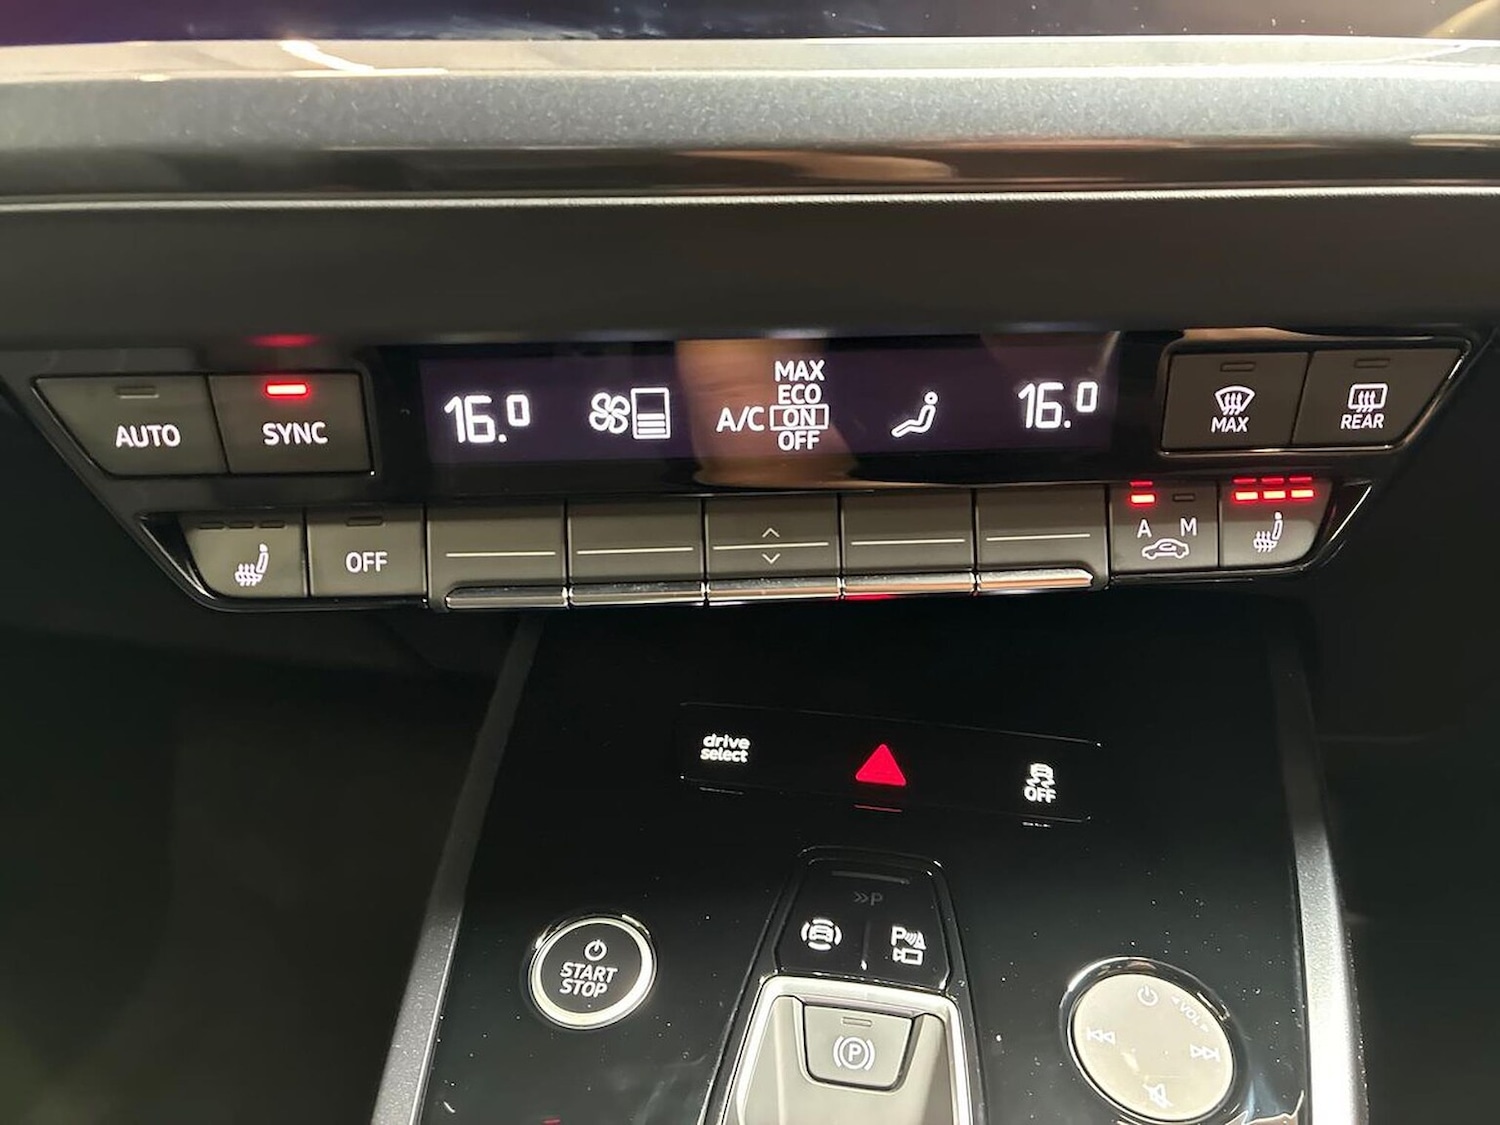 AUTO
SYNC
16.0
A/C
MAX
ECO
ON
OFF
16.0
MAX
REAR
OFF
A
M
drive
select
OFF
P
START
STOP
P
P
VOL